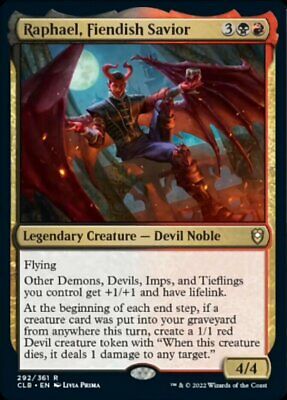 Raphael, Fiendish Savior 3
Legendary Creature — Devil Noble
Flying
Other Demons, Devils, Imps, and Tieflings
you control get +1/+1 and have lifelink.
At the beginning of each end step, if a
creature card was put into your graveyard
from anywhere this turn, create a 1/1 red
Devil creature token with “When this creature
dies, it deals 1 damage to any target.”
4/4
292/361 R
CLB • EN LIVIA PRIMA
™ & © 2022 Wizards of the Coast